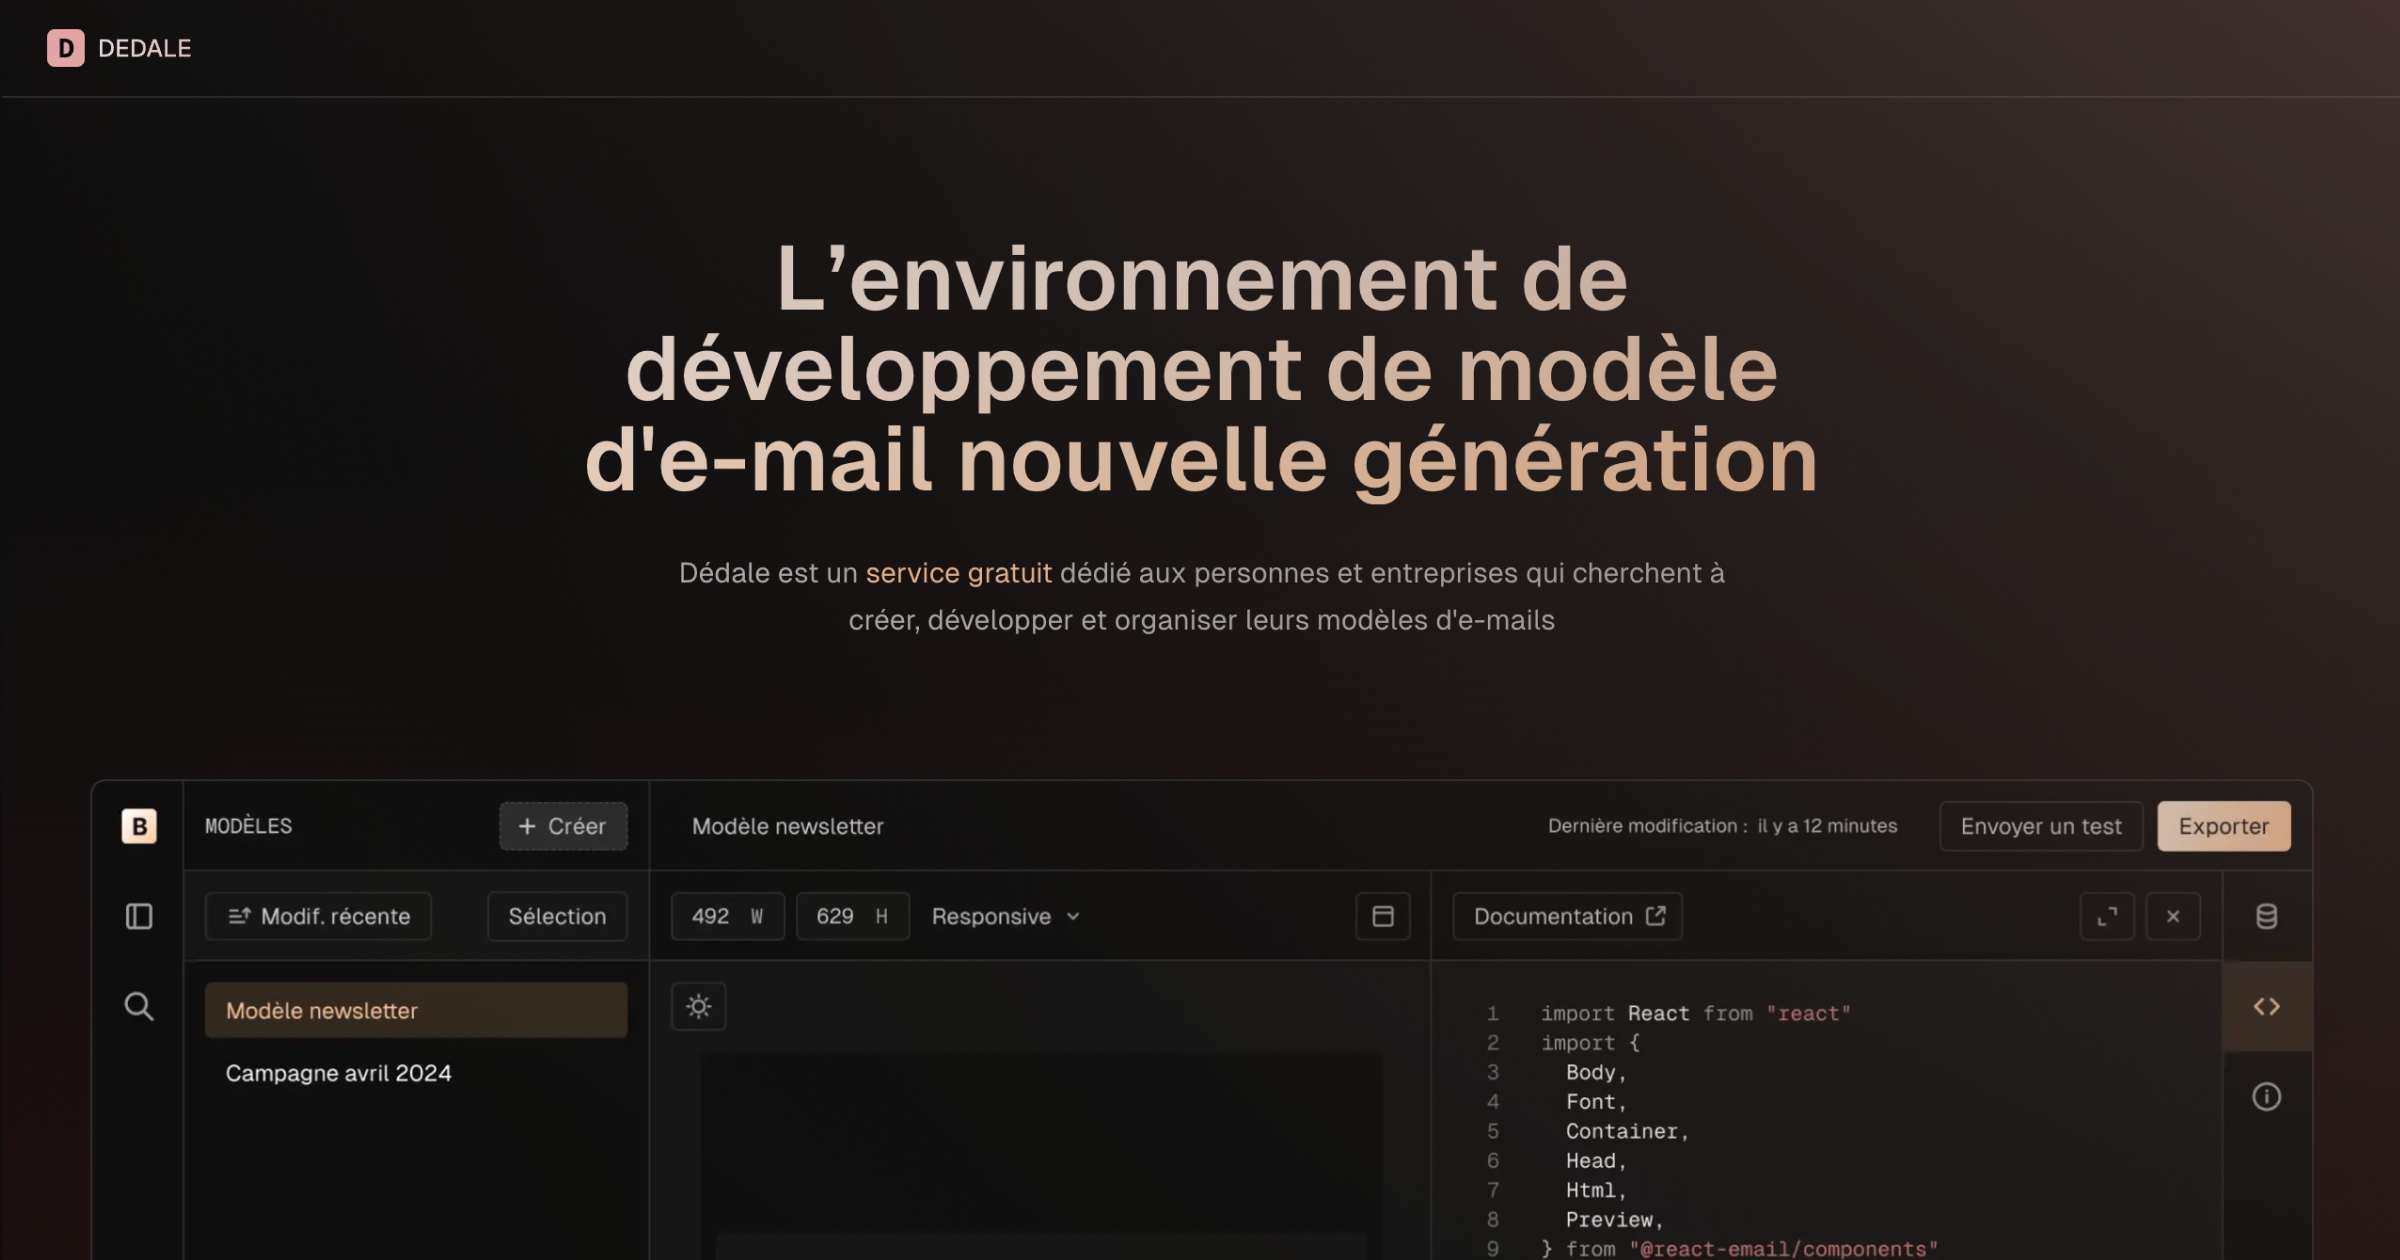 D DEDALE
L’environnement de
développement de modèle
d'e-mail nouvelle génération
Dédale est un service gratuit dédié aux personnes et entreprises qui cherchent à
créer, développer et organiser leurs modèles d'e-mails
B MODÈLES + Créer Modèle newsletter Dernière modification : il y a 12 minutes Envoyer un test Exporter
Modif. récente Sélection 492 W 629 H Responsive Documentation
Modèle newsletter
Campagne avril 2024
1 import React from "react"
2 import {
3 Body,
4 Font,
5 Container,
6 Head,
7 Html,
8 Preview,
9 } from "@react-email/components"